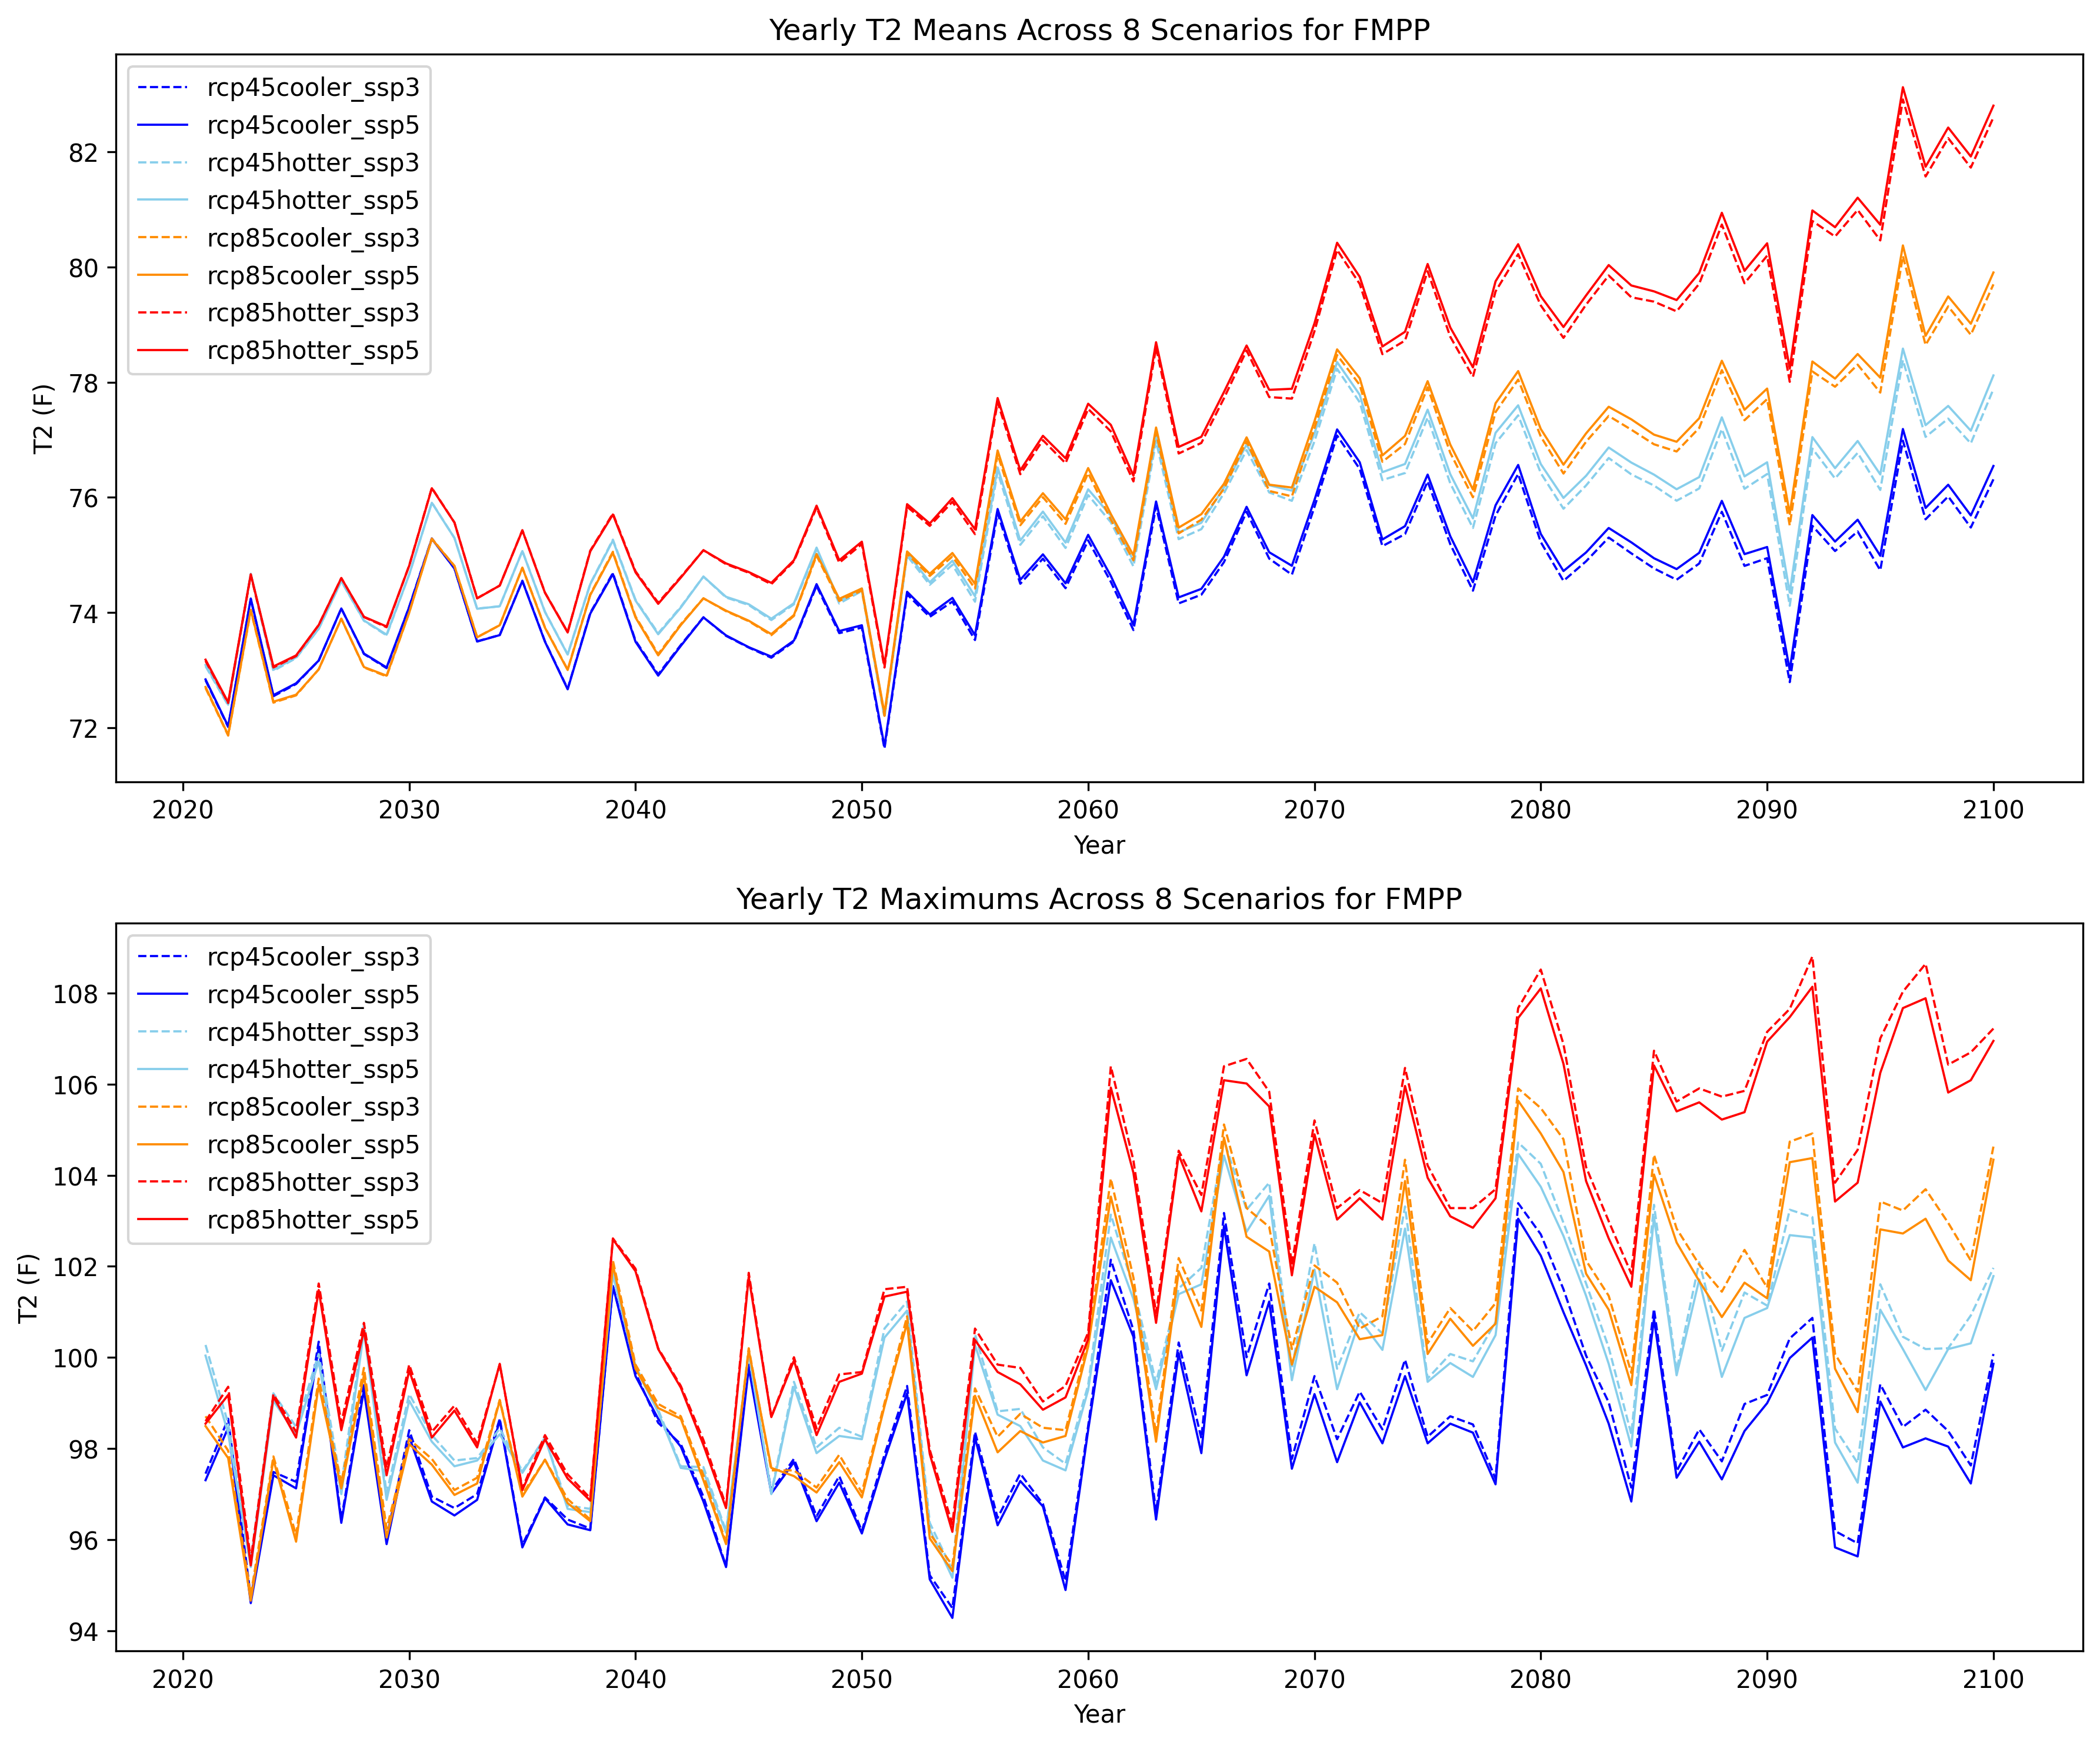 Yearly T2 Means Across 8 Scenarios for FMPP
rcp45cooler_ssp3
rcp45cooler_ssp5
rcp45hotter_ssp3
rcp45hotter_ssp5
rcp85cooler_ssp3
rcp85cooler_ssp5
rcp85hotter_ssp3
rcp85hotter_ssp5
T2 (F)
82
80
78
76
74
72
2020 2030 2040 2050 2060 2070 2080 2090 2100
Year
Yearly T2 Maximums Across 8 Scenarios for FMPP
rcp45cooler_ssp3
rcp45cooler_ssp5
rcp45hotter_ssp3
rcp45hotter_ssp5
rcp85cooler_ssp3
rcp85cooler_ssp5
rcp85hotter_ssp3
rcp85hotter_ssp5
T2 (F)
108
106
104
102
100
98
96
94
2020 2030 2040 2050 2060 2070 2080 2090 2100
Year